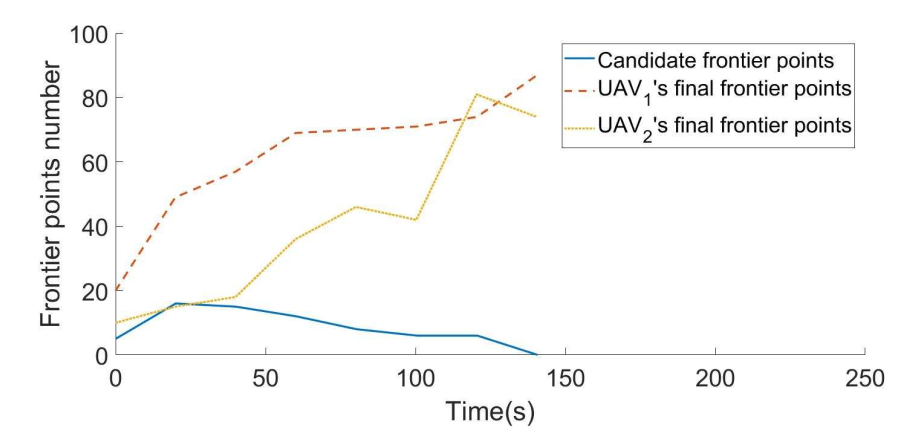 Frontier points number
100
80
60
40
20
0
0 50 100 150 200 250
Time(s)
Candidate frontier points
UAV₁'s final frontier points
UAV₂'s final frontier points